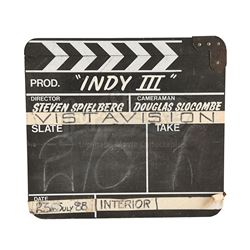 PROD. "INDY III"
DIRECTOR CAMERAMAN
STEVEN SPIELBERG DOUGLAS SLOCOMBE
VISTAVISION
SLATE TAKE
DATE
JULY 88 INTERIOR